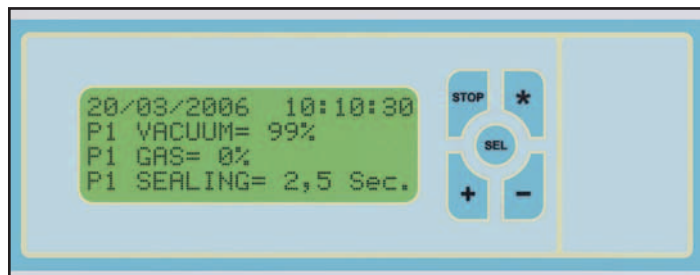 20/03/2006 10:10:30
P1 VACUUM= 99%
P1 GAS= 0%
P1 SEALING= 2,5 Sec.
STOP *
SEL
+ -